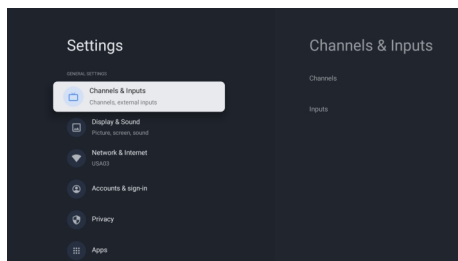 Settings
GENERAL SETTINGS
Channels & Inputs
Channels, external inputs
Display & Sound
Picture, screen, sound
Network & Internet
USA03
Accounts & sign-in
Privacy
Apps
Channels & Inputs
Channels
Inputs